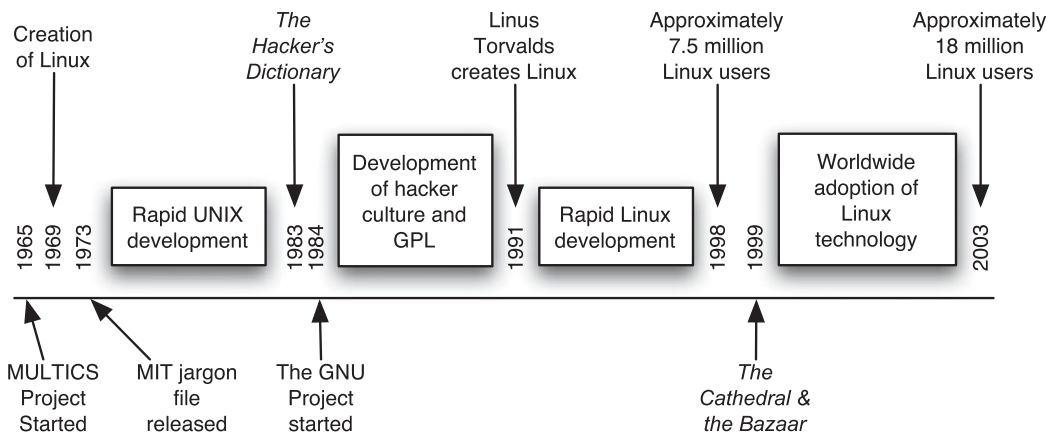 Creation
of Linux
The
Hacker's
Dictionary
Linus
Torvalds
creates Linux
Approximately
7.5 million
Linux users
Approximately
18 million
Linux users
Rapid UNIX
development
Development
of hacker
culture and
GPL
Rapid Linux
development
Worldwide
adoption of
Linux
technology
1965
1969
1973
1983
1984
1991
1998
1999
2003
MULTICS
Project
Started
MIT jargon
file
released
The GNU
Project
started
The
Cathedral &
the Bazaar